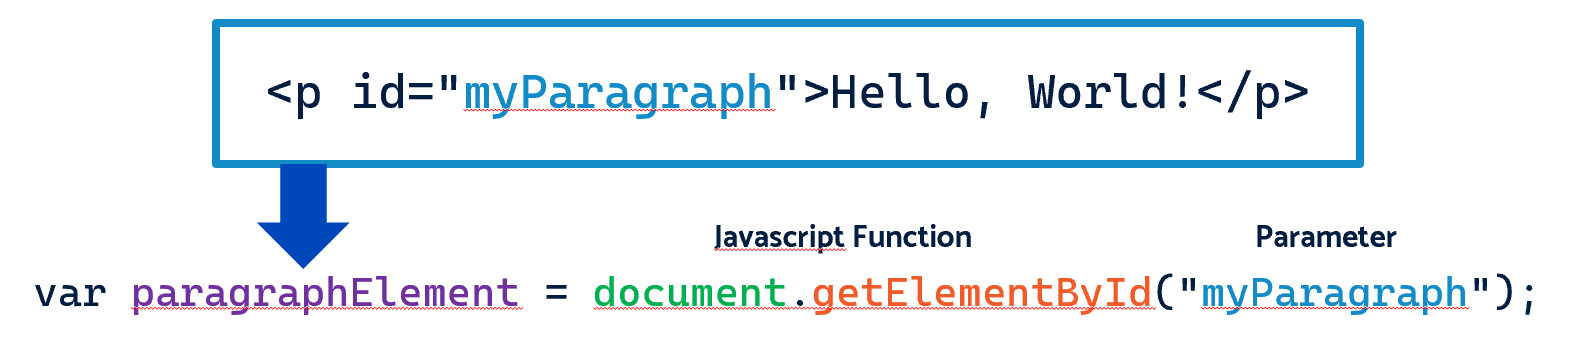 <p id="myParagraph">Hello, World!</p>
Javascript Function Parameter
var paragraphElement = document.getElementById("myParagraph");